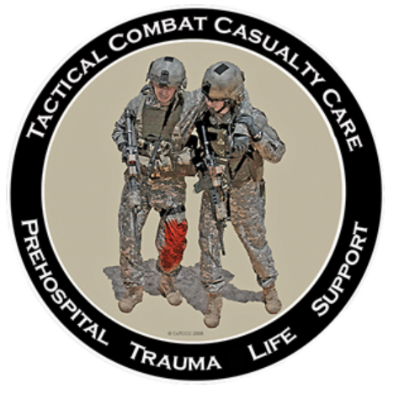 TACTICAL COMBAT CASUALTY CARE
PREHOSPITAL TRAUMA LIFE SUPPORT